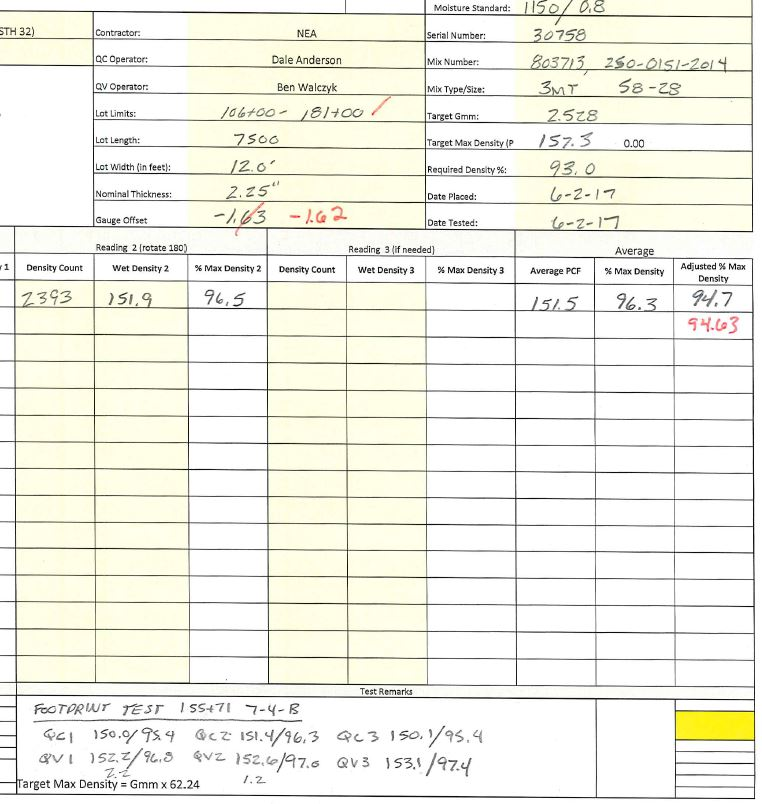 Moisture Standard: 1150 / 0.8
STH 32) Contractor: NEA Serial Number: 30758
QC Operator: Dale Anderson Mix Number: 803713, 250-0151-2014
QV Operator: Ben Walczyk Mix Type/Size: 3MT 58-28
Lot Limits: 106+00 - 181+00 Target Gmm: 2.528
Lot Length: 7500 Target Max Density (P 157.3 0.00
Lot Width (in feet): 12.0' Required Density %: 93.0
Nominal Thickness: 2.25" Date Placed: 6-2-17
Gauge Offset -1.63 -1.62 Date Tested: 6-2-17
Reading 2 (rotate 180') Reading 3 (if needed) Average
1 Density Count Wet Density 2 % Max Density 2 Density Count Wet Density 3 % Max Density 3 Average PCF % Max Density Adjusted % Max Density
2393 151.9 96.5 151.5 96.3 94.7
94.63
Test Remarks
FOOTPRINT TEST 155+71 7-4-B
QC1 150.0/95.4 QC2 151.4/96.3 QC3 150.1/95.4
QV1 152.2/96.8 QV2 152.6/97.0 QV3 153.1/97.4
2.2 1.2
Target Max Density = Gmm x 62.24